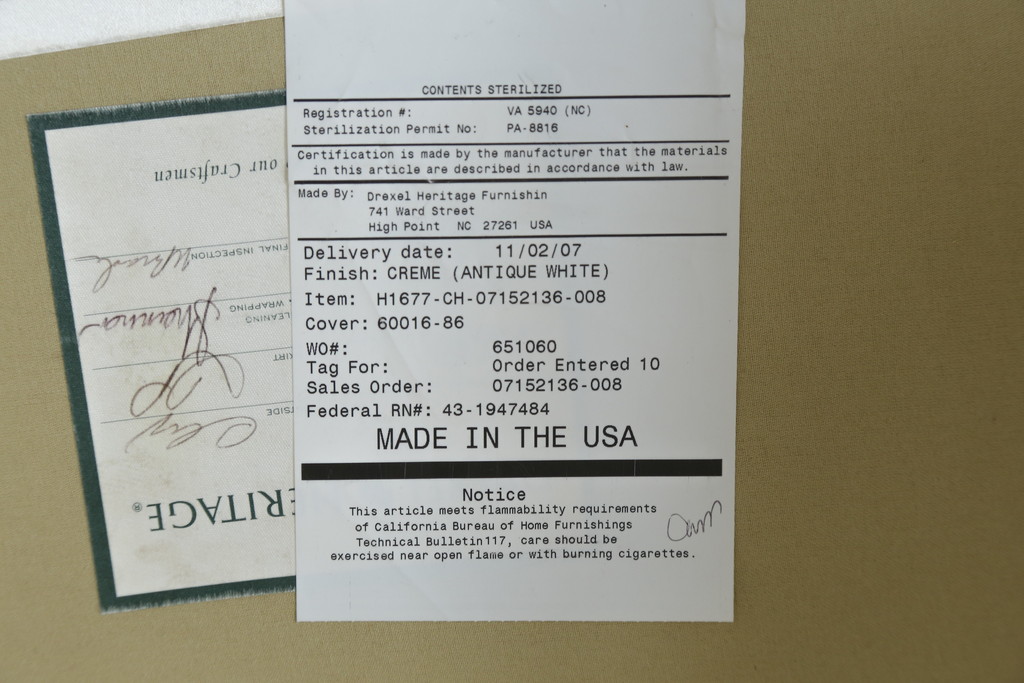 CONTENTS STERILIZED
Registration #: VA 5940 (NC)
Sterilization Permit No: PA-8816
Certification is made by the manufacturer that the materials
in this article are described in accordance with law.
Made By: Drexel Heritage Furnishin
741 Ward Street
High Point NC 27261 USA
Delivery date: 11/02/07
Finish: CREME (ANTIQUE WHITE)
Item: H1677-CH-07152136-008
Cover: 60016-86
WO#: 651060
Tag For: Order Entered 10
Sales Order: 07152136-008
Federal RN#: 43-1947484
MADE IN THE USA
Notice
This article meets flammability requirements
of California Bureau of Home Furnishings
Technical Bulletin117, care should be
exercised near open flame or with burning cigarettes.
ERITAGE®
TSIDE
IRT
LEANING
WRAPPING
FINAL INSPECTION
our Craftsmen